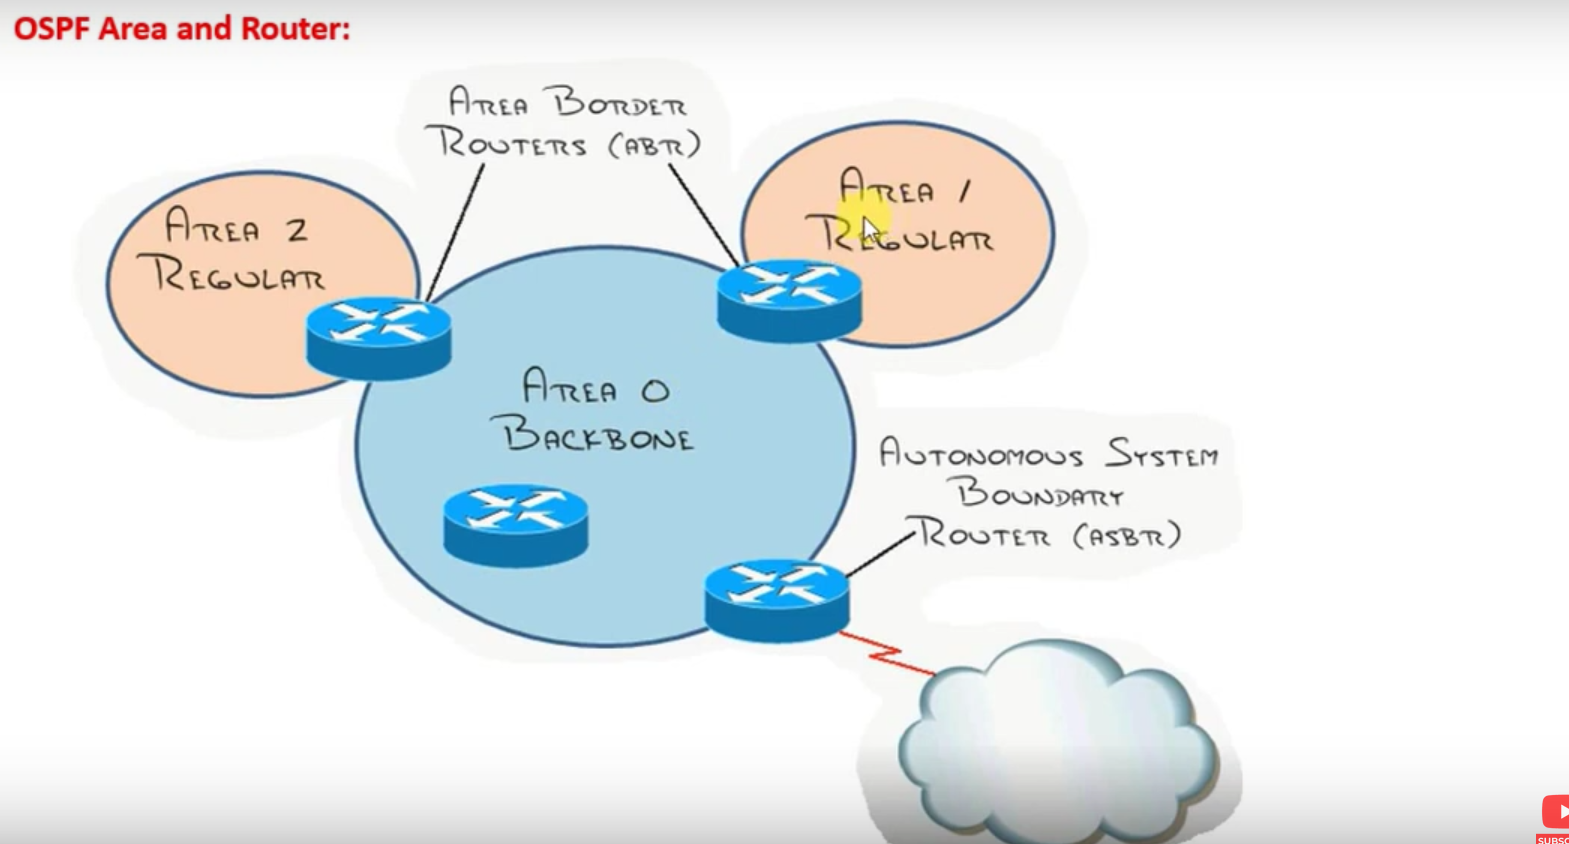 OSPF Area and Router:
AREA BORDER
ROUTERS (ABR)
AREA 1
REGULAR
AREA 2
REGULAR
AREA 0
BACKBONE
AUTONOMOUS SYSTEM
BOUNDARY
ROUTER (ASBR)